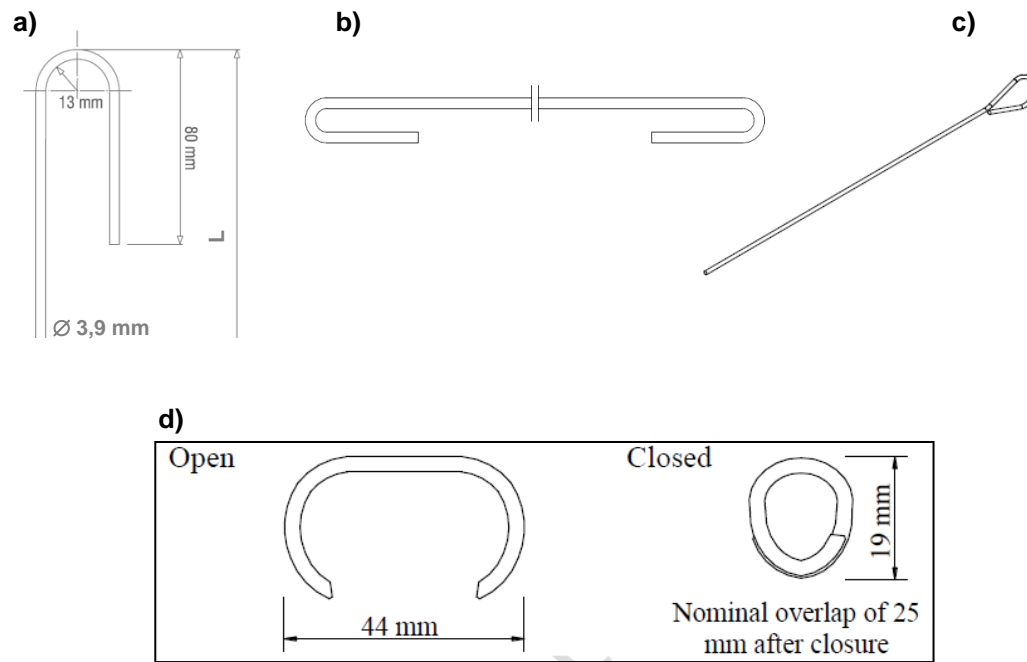 a)
b)
c)
13 mm
80 mm
L
Ø 3,9 mm
d)
Open
Closed
19 mm
44 mm
Nominal overlap of 25
mm after closure